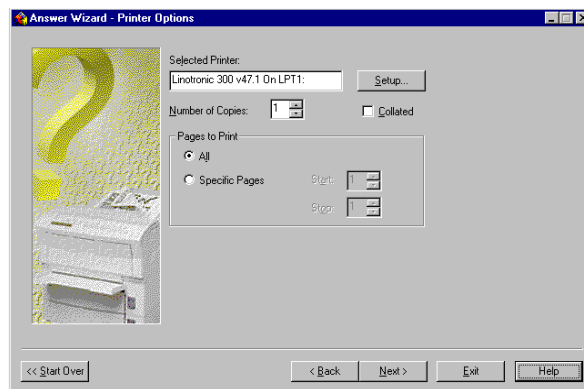 Answer Wizard - Printer Options
Selected Printer:
Linotronic 300 v47.1 On LPT1:
Setup...
Number of Copies:
1
Collated
Pages to Print
All
Specific Pages
Start:
1
Stop:
1
<< Start Over
< Back
Next >
Exit
Help